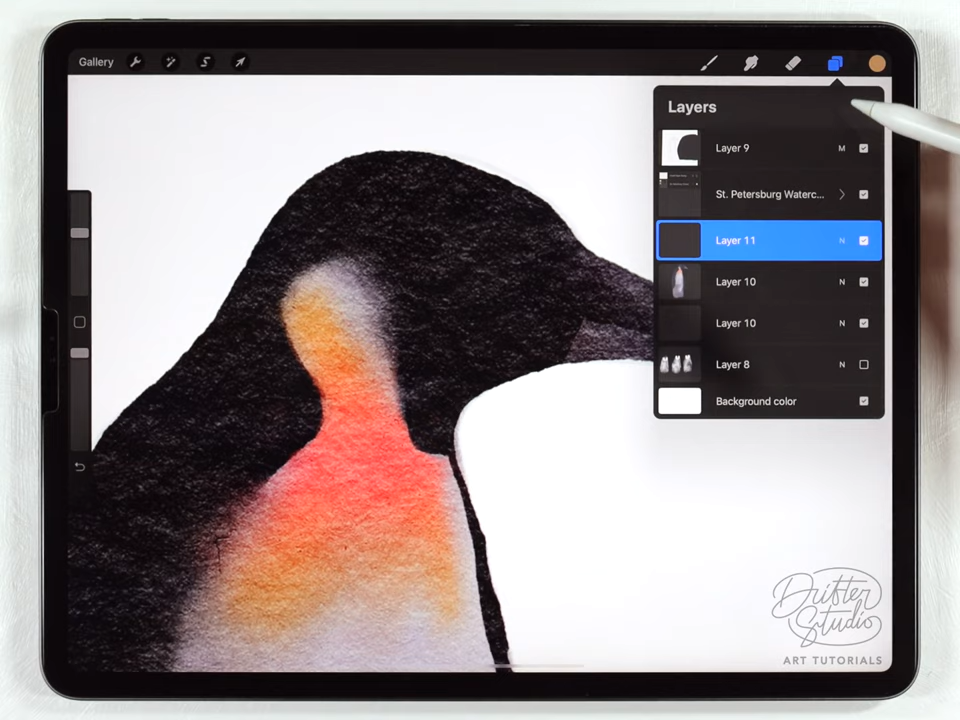 Gallery
Layers
Layer 9 M
St. Petersburg Waterc...
Layer 11 N
Layer 10 N
Layer 10 N
Layer 8 N
Background color
Drifter
Studio
ART TUTORIALS